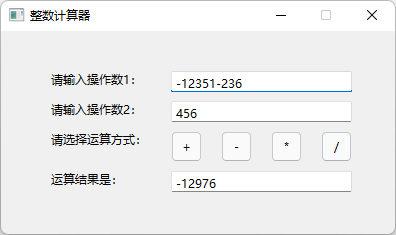 整数计算器
请输入操作数1：
-12351-236
请输入操作数2：
456
请选择运算方式：
+ - * /
运算结果是：
-12976